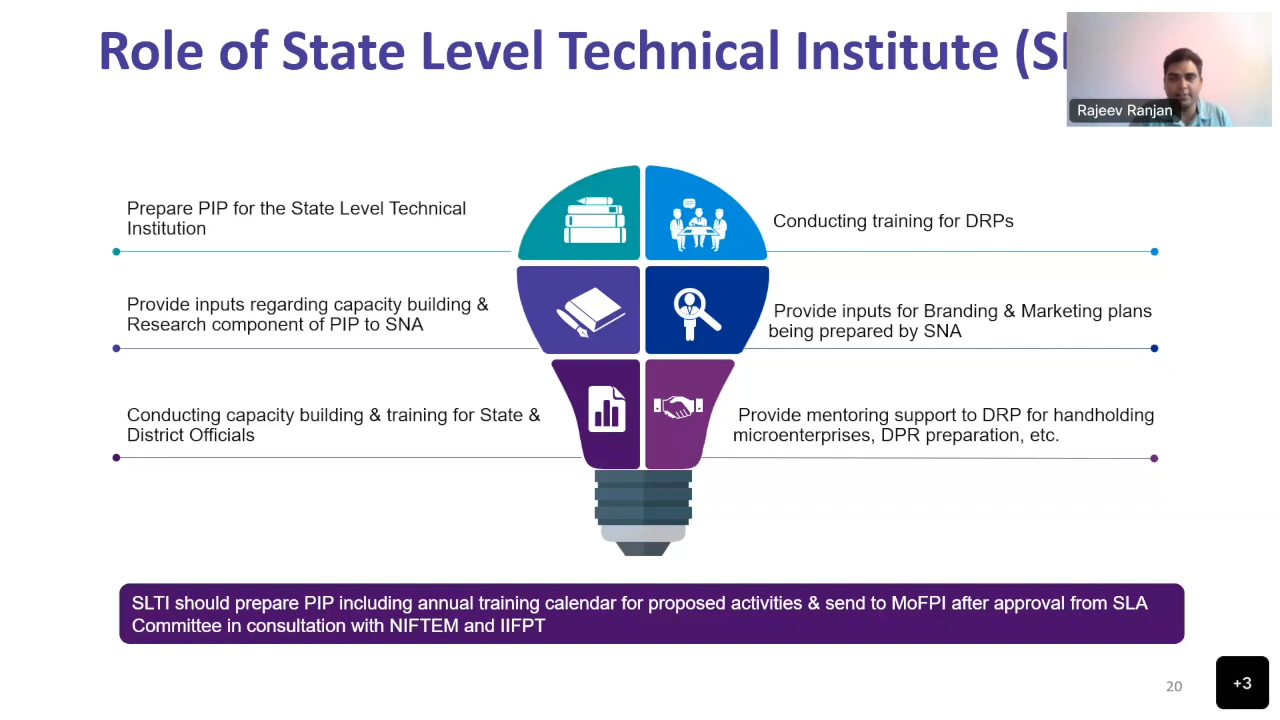 Role of State Level Technical Institute (S
Rajeev Ranjan
Prepare PIP for the State Level Technical
Institution
Conducting training for DRPs
Provide inputs regarding capacity building &
Research component of PIP to SNA
Provide inputs for Branding & Marketing plans
being prepared by SNA
Conducting capacity building & training for State &
District Officials
Provide mentoring support to DRP for handholding
microenterprises, DPR preparation, etc.
SLTI should prepare PIP including annual training calendar for proposed activities & send to MoFPI after approval from SLA
Committee in consultation with NIFTEM and IIFPT
20
+3